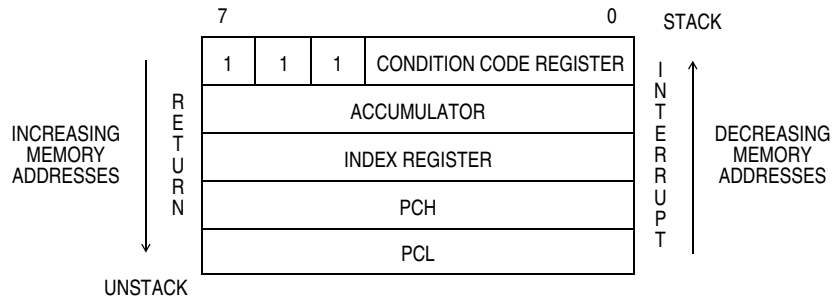 7 0
STACK
1 1 1 CONDITION CODE REGISTER
ACCUMULATOR
INDEX REGISTER
PCH
PCL
INCREASING
MEMORY
ADDRESSES
RETURN
UNSTACK
INTERRUPT
DECREASING
MEMORY
ADDRESSES